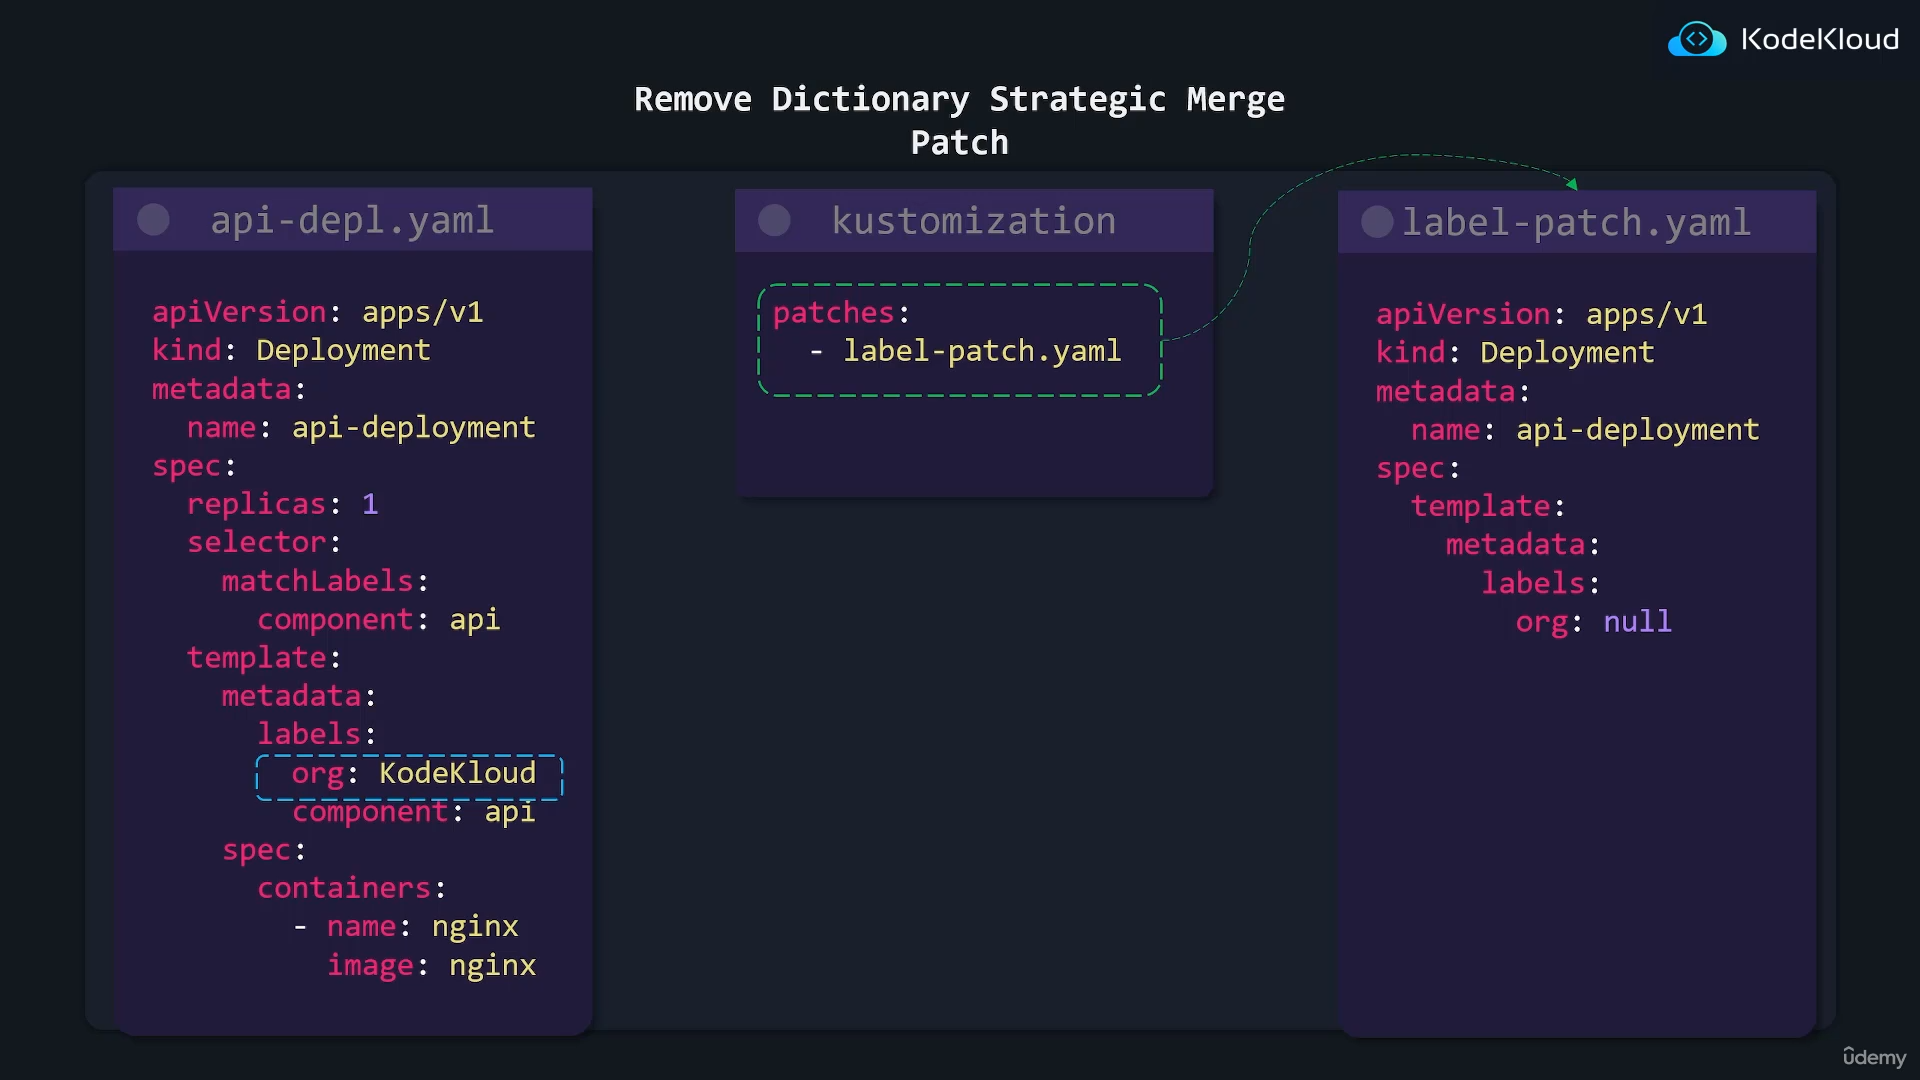 KodeKloud
Remove Dictionary Strategic Merge
Patch
api-depl.yaml
apiVersion: apps/v1
kind: Deployment
metadata:
  name: api-deployment
spec:
  replicas: 1
  selector:
    matchLabels:
      component: api
  template:
    metadata:
      labels:
        org: KodeKloud
        component: api
    spec:
      containers:
        - name: nginx
          image: nginx
kustomization
patches:
  - label-patch.yaml
label-patch.yaml
apiVersion: apps/v1
kind: Deployment
metadata:
  name: api-deployment
spec:
  template:
    metadata:
      labels:
        org: null
ûdemy